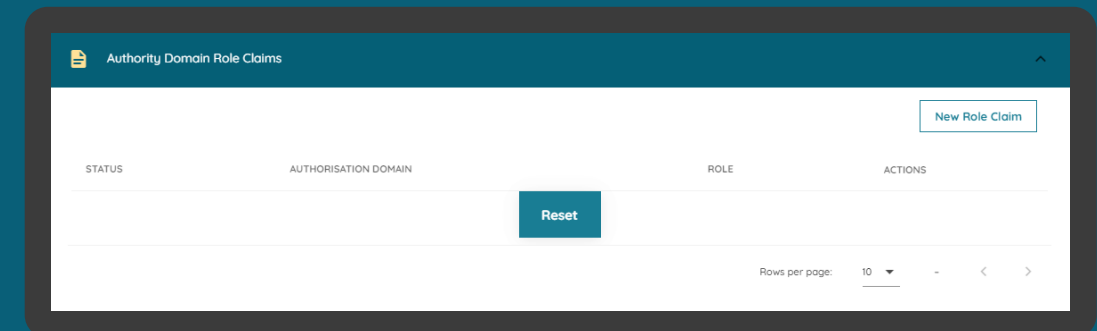 Authority Domain Role Claims
New Role Claim
STATUS AUTHORISATION DOMAIN ROLE ACTIONS
Reset
Rows per page: 10 -